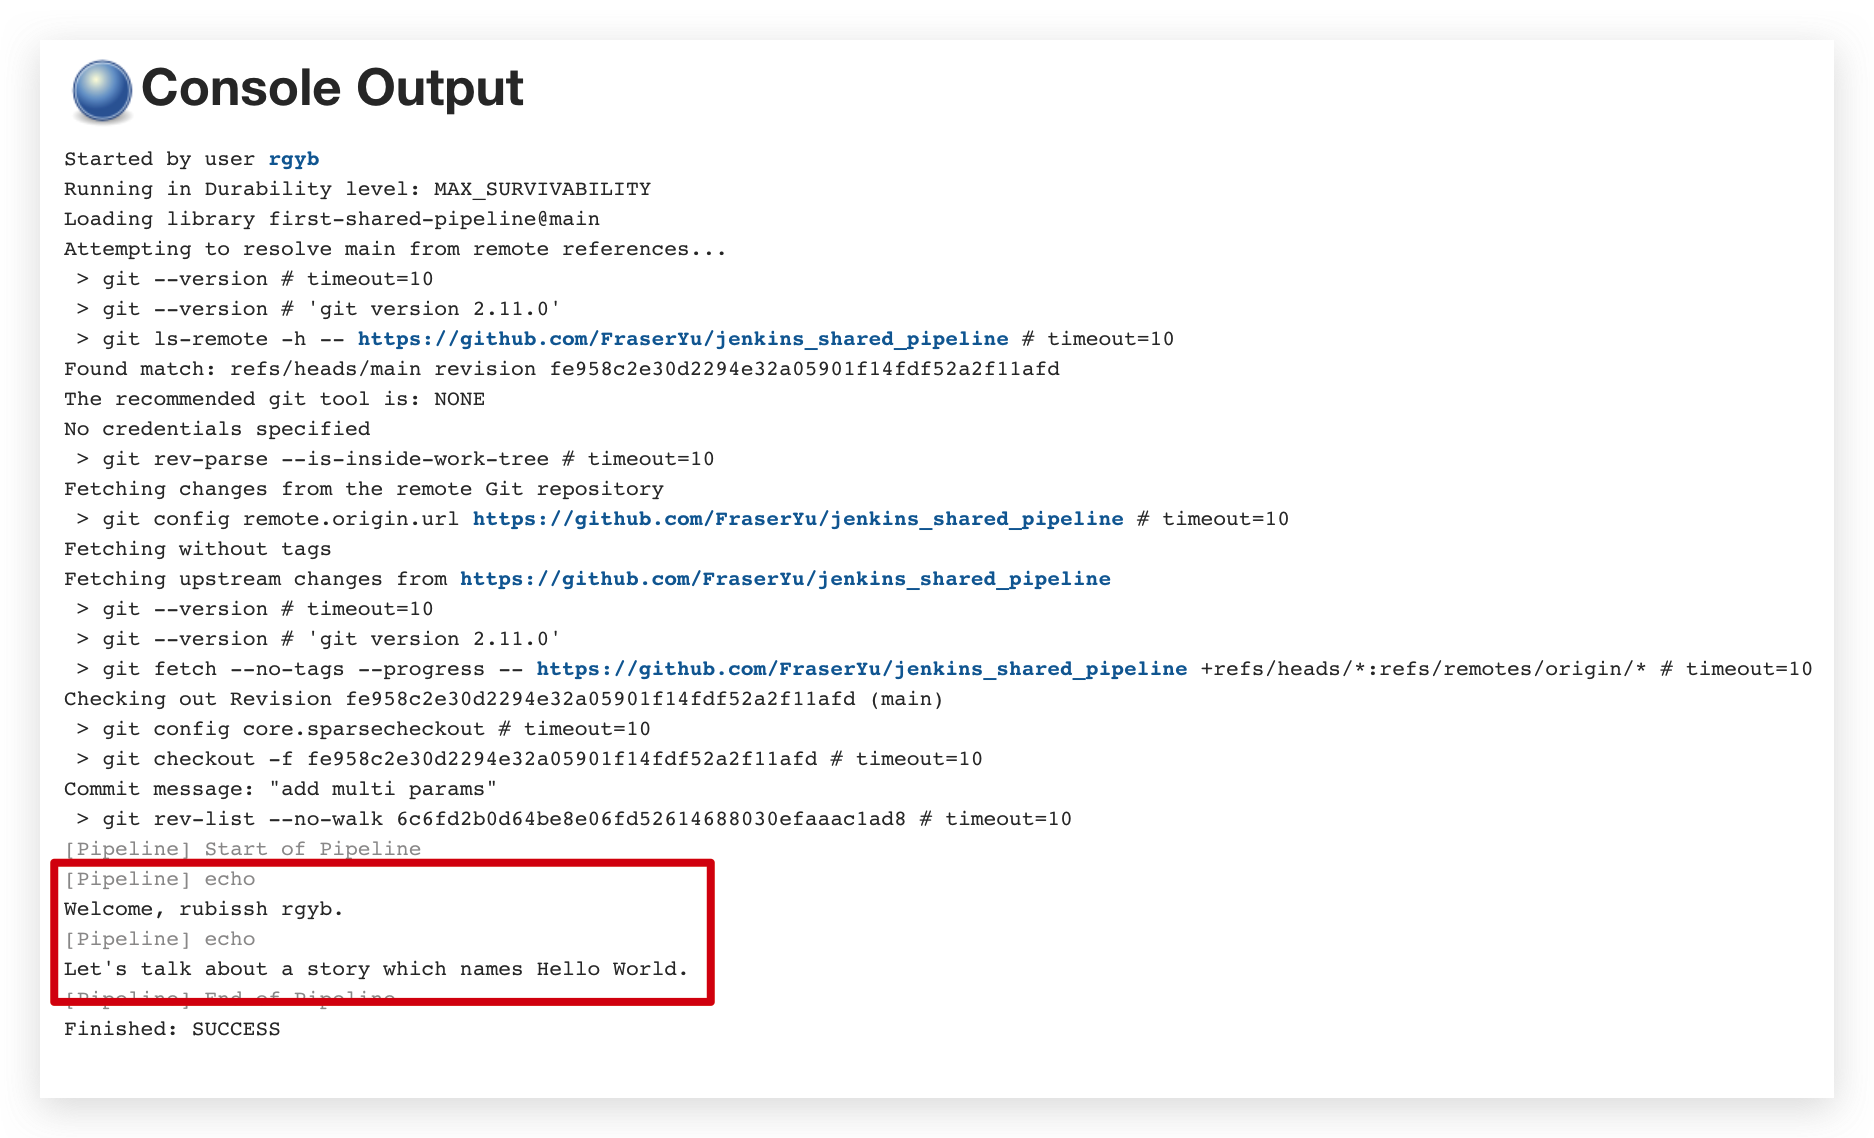 Console Output
Started by user rgyb
Running in Durability level: MAX_SURVIVABILITY
Loading library first-shared-pipeline@main
Attempting to resolve main from remote references...
 > git --version # timeout=10
 > git --version # 'git version 2.11.0'
 > git ls-remote -h -- https://github.com/FraserYu/jenkins_shared_pipeline # timeout=10
Found match: refs/heads/main revision fe958c2e30d2294e32a05901f14fdf52a2f11afd
The recommended git tool is: NONE
No credentials specified
 > git rev-parse --is-inside-work-tree # timeout=10
Fetching changes from the remote Git repository
 > git config remote.origin.url https://github.com/FraserYu/jenkins_shared_pipeline # timeout=10
Fetching without tags
Fetching upstream changes from https://github.com/FraserYu/jenkins_shared_pipeline
 > git --version # timeout=10
 > git --version # 'git version 2.11.0'
 > git fetch --no-tags --progress -- https://github.com/FraserYu/jenkins_shared_pipeline +refs/heads/*:refs/remotes/origin/* # timeout=10
Checking out Revision fe958c2e30d2294e32a05901f14fdf52a2f11afd (main)
 > git config core.sparsecheckout # timeout=10
 > git checkout -f fe958c2e30d2294e32a05901f14fdf52a2f11afd # timeout=10
Commit message: "add multi params"
 > git rev-list --no-walk 6c6fd2b0d64be8e06fd52614688030efaaac1ad8 # timeout=10
[Pipeline] Start of Pipeline
[Pipeline] echo
Welcome, rubissh rgyb.
[Pipeline] echo
Let's talk about a story which names Hello World.
[Pipeline] End of Pipeline
Finished: SUCCESS